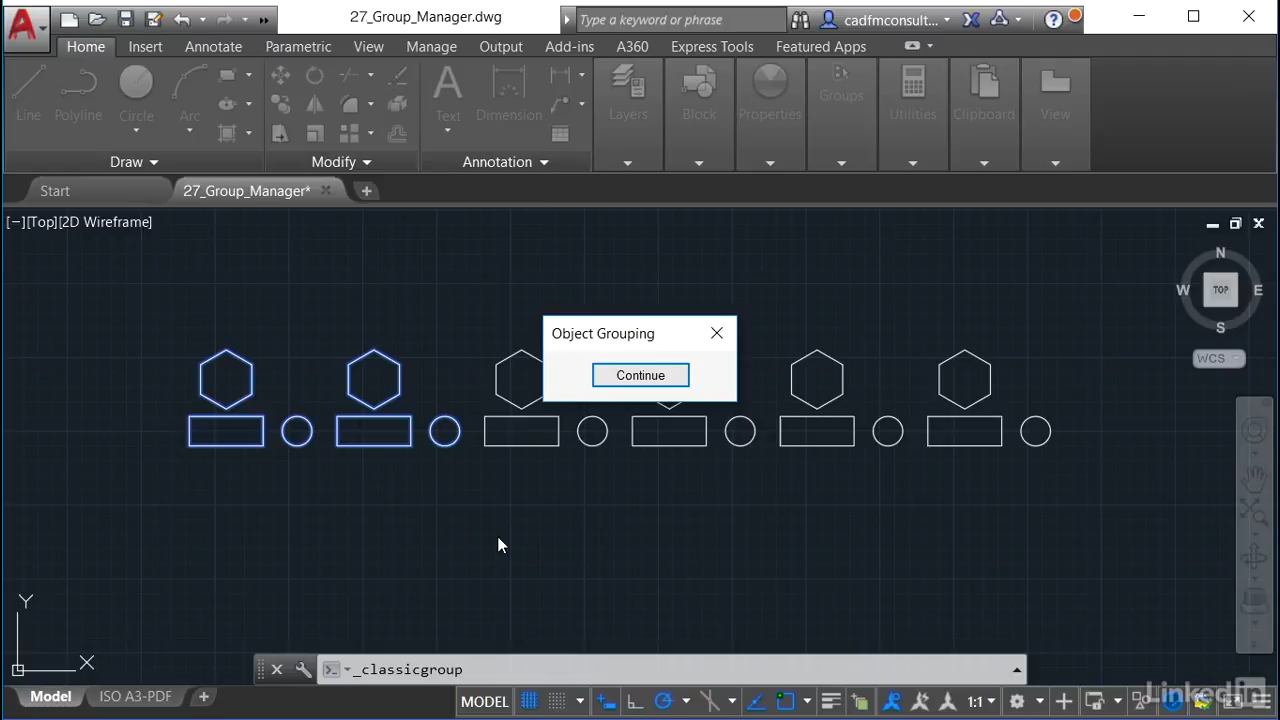 27_Group_Manager.dwg
Type a keyword or phrase
cadfmconsult...
Home Insert Annotate Parametric View Manage Output Add-ins A360 Express Tools Featured Apps
Line Polyline Circle Arc Text Dimension Layers Block Properties Groups Utilities Clipboard View
Draw Modify Annotation
Start 27_Group_Manager*
[−][Top][2D Wireframe]
N
W TOP E
S
WCS
Object Grouping
Continue
Y
X
_classicgroup
Model ISO A3-PDF
MODEL 1:1
LinkedIn